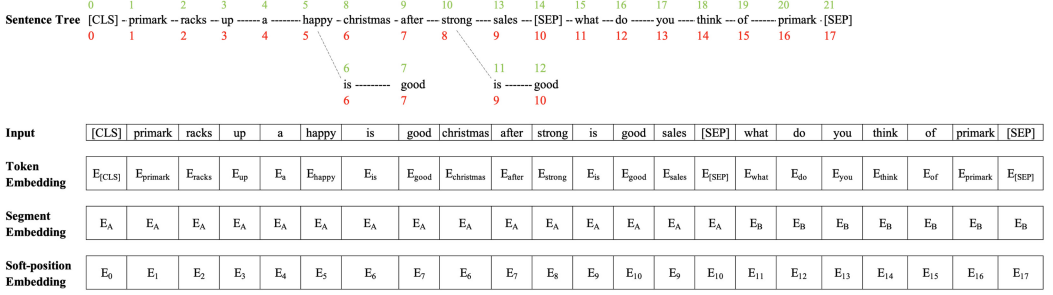 0 1 2 3 4 5 8 9 10 13 14 15 16 17 18 19 20 21
Sentence Tree [CLS] primark racks up a happy christmas after strong sales [SEP] what do you think of primark [SEP]
0 1 2 3 4 5 6 7 8 9 10 11 12 13 14 15 16 17
6 7 11 12
is good is good
6 7 9 10
Input [CLS] primark racks up a happy is good christmas after strong is good sales [SEP] what do you think of primark [SEP]
Token Embedding E[CLS] Eprimark Eracks Eup Ea Ehappy Eis Egood Echristmas Eafter Estrong Eis Egood Esales E[SEP] Ewhat Edo Eyou Ethink Eof Eprimark E[SEP]
Segment Embedding EA EA EA EA EA EA EA EA EA EA EA EA EA EA EA EB EB EB EB EB EB EB
Soft-position Embedding E0 E1 E2 E3 E4 E5 E6 E7 E6 E7 E8 E9 E10 E9 E10 E11 E12 E13 E14 E15 E16 E17